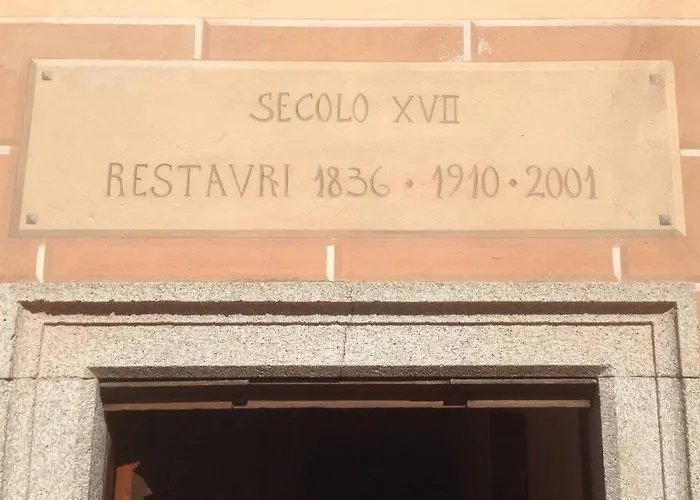 SECOLO XVII
RESTAVRI 1836 • 1910 • 2001